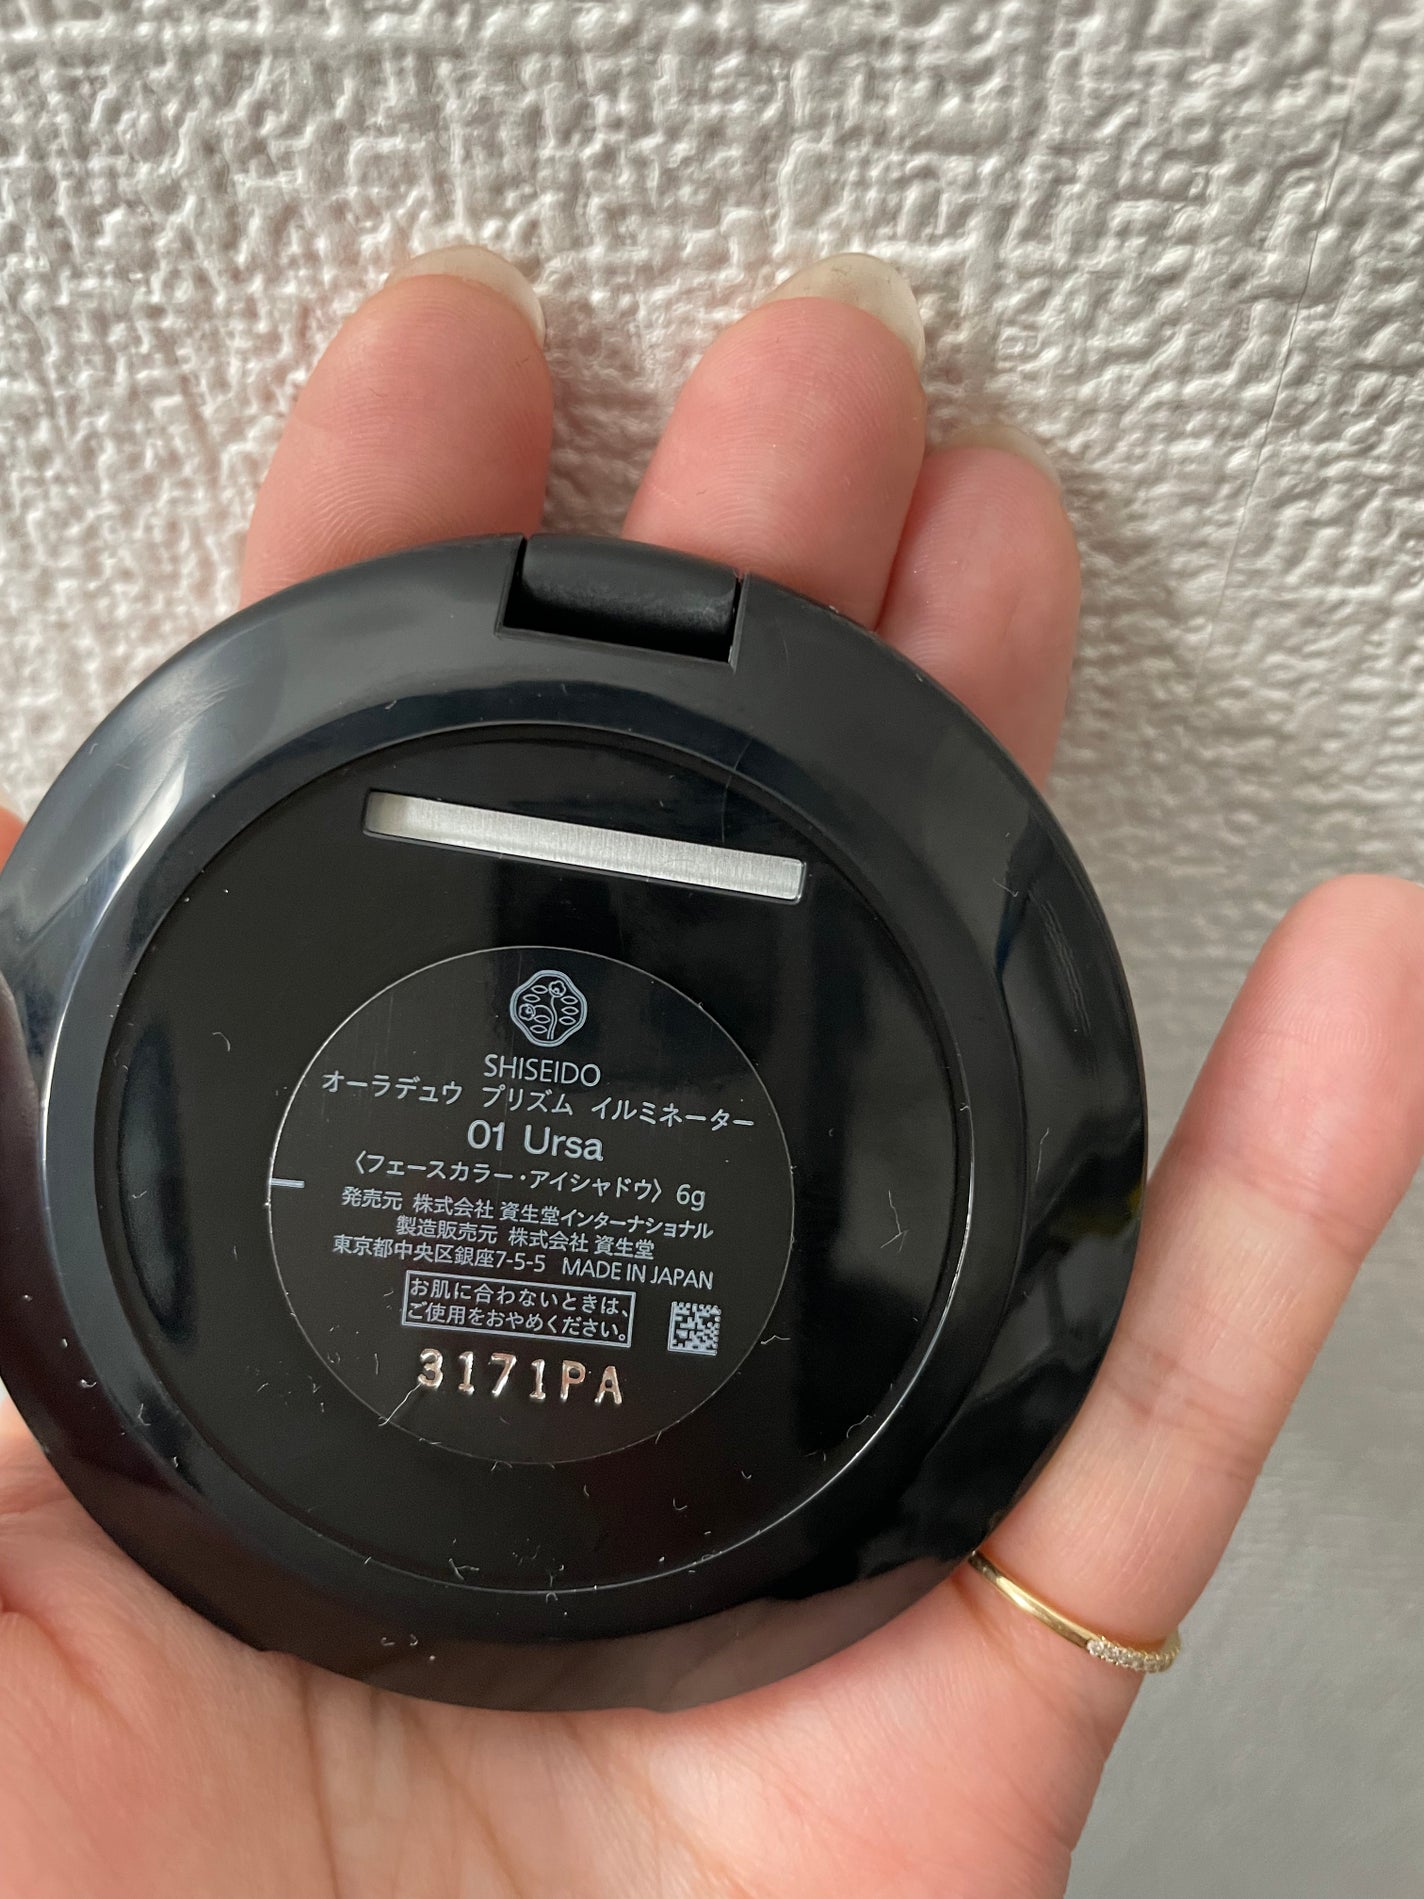 SHISEIDO
オーラデュウ プリズム イルミネーター
01 Ursa
〈フェースカラー・アイシャドウ〉 6g
発売元 株式会社 資生堂インターナショナル
製造販売元 株式会社 資生堂
東京都中央区銀座7-5-5 MADE IN JAPAN
お肌に合わないときは、
ご使用をおやめください。
3171PA